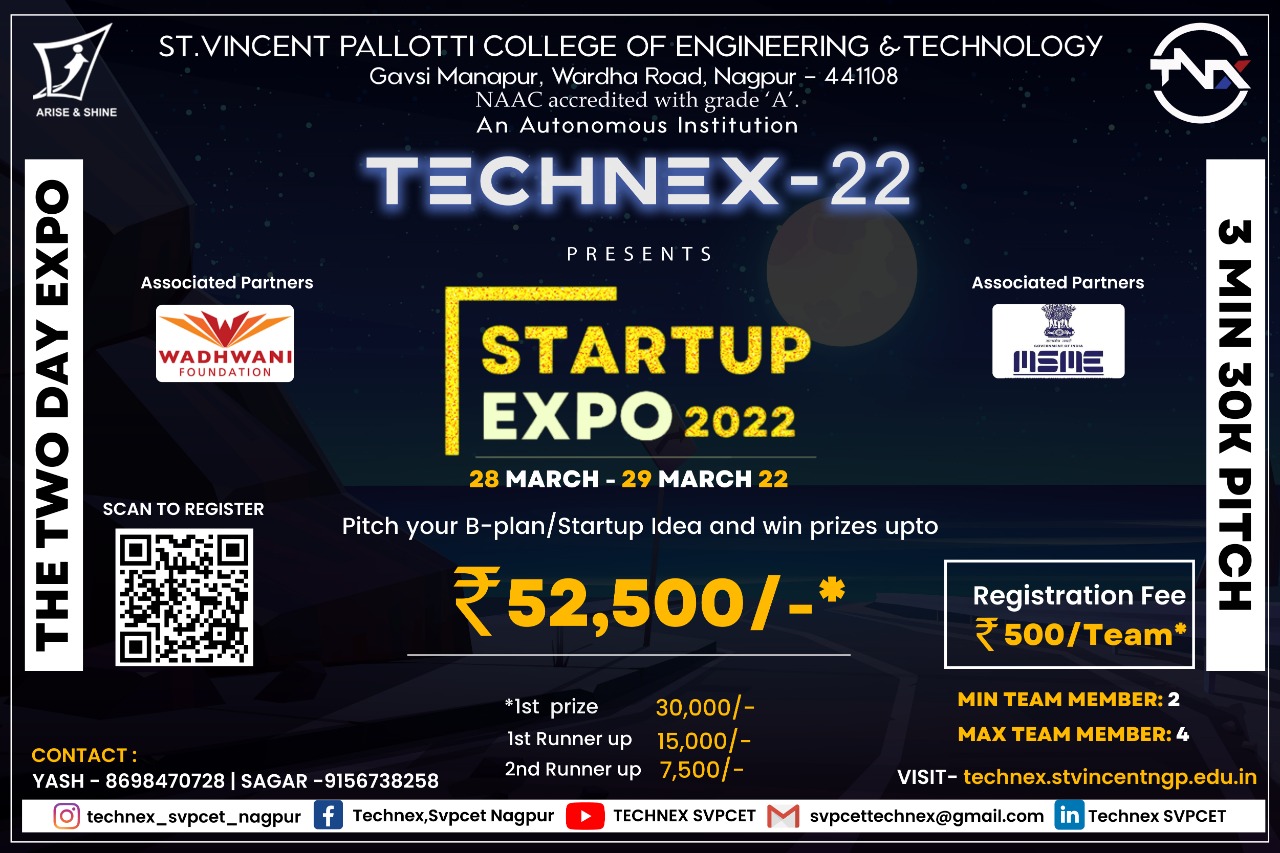 ST.VINCENT PALLOTTI COLLEGE OF ENGINEERING & TECHNOLOGY
Gavsi Manapur, Wardha Road, Nagpur – 441108
NAAC accredited with grade ‘A’.
An Autonomous Institution
ARISE & SHINE
TNX
TECHNEX-22
PRESENTS
THE TWO DAY EXPO
3 MIN 30K PITCH
Associated Partners
WADHWANI
FOUNDATION
Associated Partners
GOVERNMENT OF INDIA
MSME
STARTUP
EXPO 2022
28 MARCH - 29 MARCH 22
Pitch your B-plan/Startup Idea and win prizes upto
₹52,500/-*
SCAN TO REGISTER
Registration Fee
₹ 500/Team*
MIN TEAM MEMBER: 2
MAX TEAM MEMBER: 4
*1st prize 30,000/-
1st Runner up 15,000/-
2nd Runner up 7,500/-
CONTACT :
YASH - 8698470728 | SAGAR -9156738258
VISIT- technex.stvincentngp.edu.in
technex_svpcet_nagpur Technex,Svpcet Nagpur TECHNEX SVPCET svpcettechnex@gmail.com in Technex SVPCET